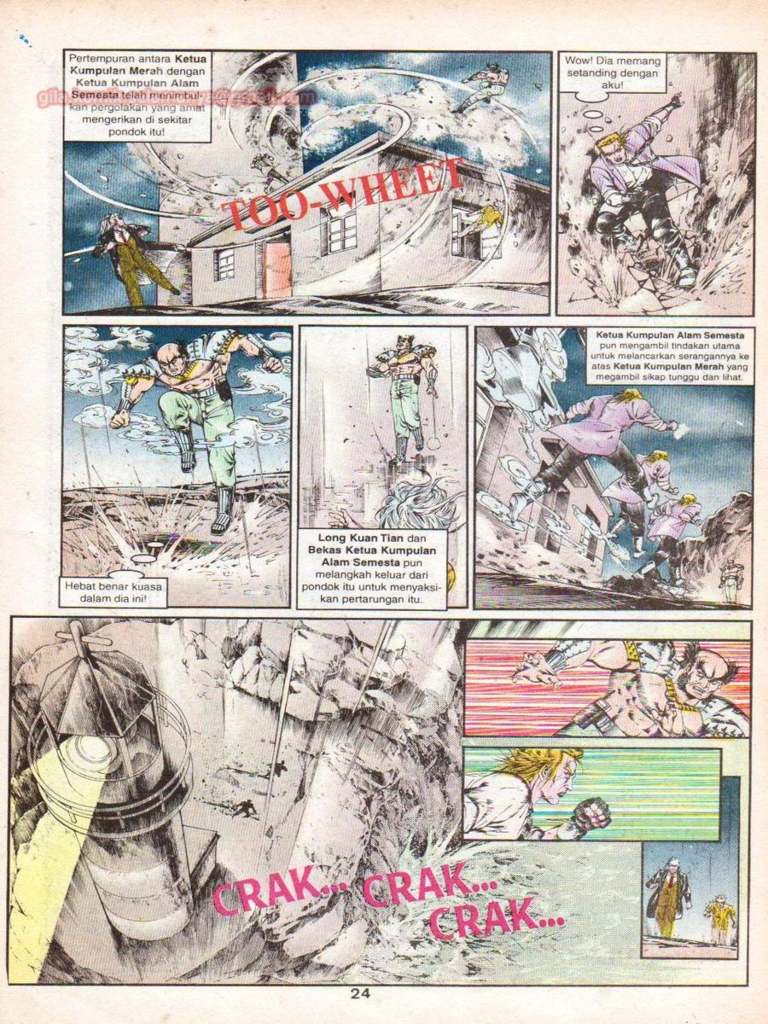 Pertempuran antara Ketua
Kumpulan Merah dengan
Ketua Kumpulan Alam
Semesta telah menimbul-
kan pergolakan yang amat
mengerikan di sekitar
pondok itu!
TOO-WHEET
Wow! Dia memang
setanding dengan
aku!
Hebat benar kuasa
dalam dia ini!
Long Kuan Tian dan
Bekas Ketua Kumpulan
Alam Semesta pun
melangkah keluar dari
pondok itu untuk menyaksi-
kan pertarungan itu.
Ketua Kumpulan Alam Semesta
pun mengambil tindakan utama
untuk melancarkan serangannya ke
atas Ketua Kumpulan Merah yang
megambil sikap tunggu dan lihat.
CRAK... CRAK...
CRAK...
24